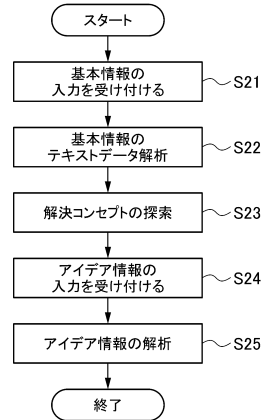 スタート
基本情報の
入力を受け付ける
S21
基本情報の
テキストデータ解析
S22
解決コンセプトの探索
S23
アイデア情報の
入力を受け付ける
S24
アイデア情報の解析
S25
終了